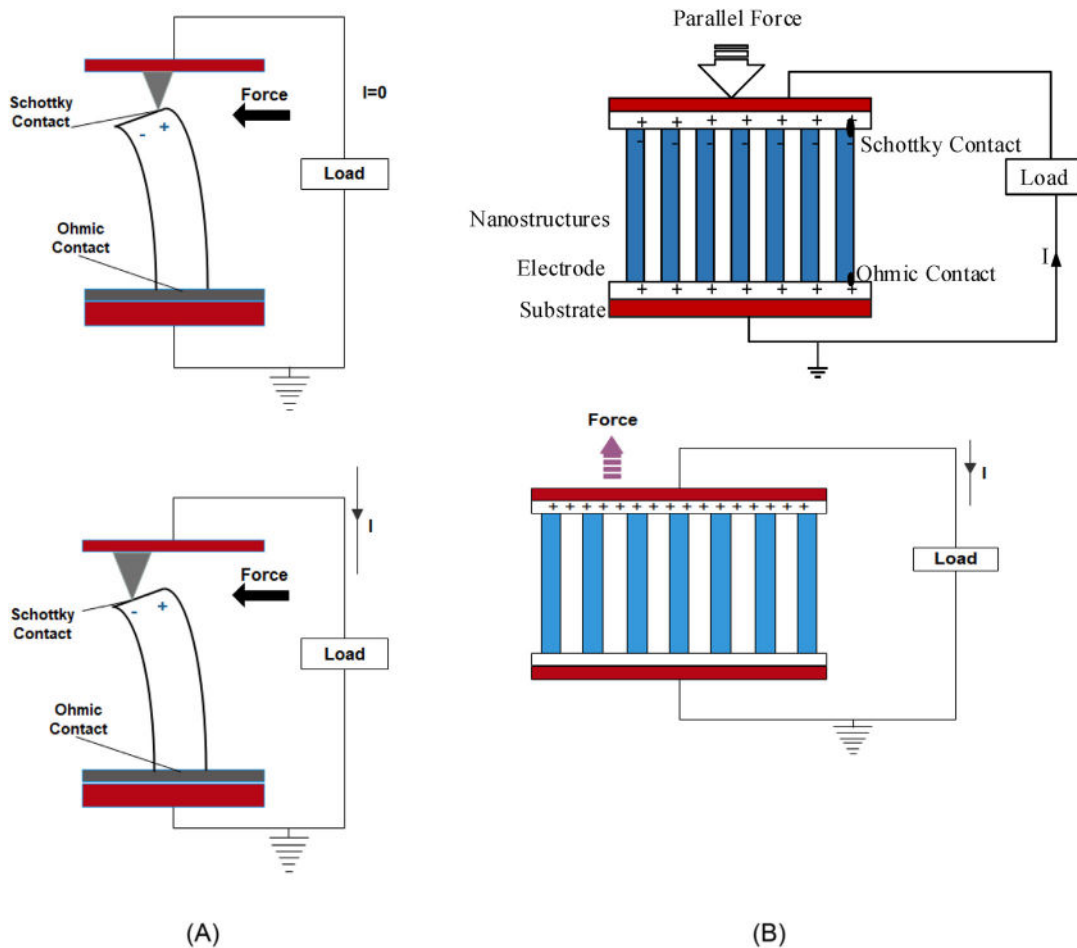 Schottky
Contact
- +
Force
I=0
Load
Ohmic
Contact
Schottky
Contact
- +
Force
I
Load
Ohmic
Contact
(A)
Parallel Force
+ + + + + + +
- - - - - - -
Schottky Contact
Load
Nanostructures
I
Electrode
Ohmic Contact
+ + + + + + +
Substrate
Force
I
+ + + + + + + + + + + + + +
Load
(B)